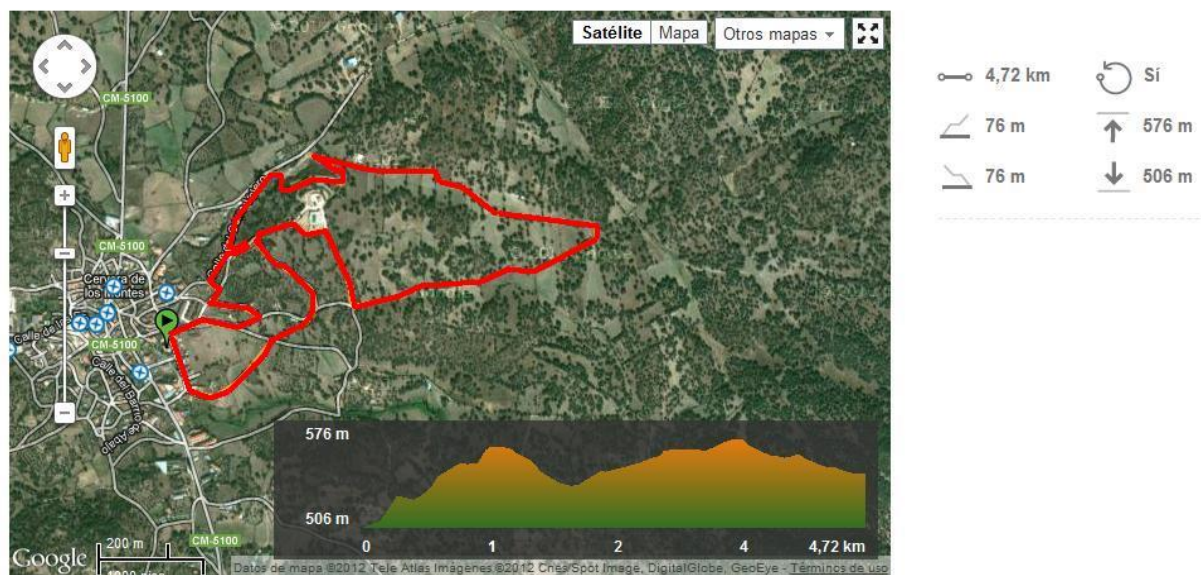 Satélite
Mapa
Otros mapas
CM-5100
CM-5100
Cervera de
los Montes
CM-5100
Calle del Barrio
de Abajo
CM-5100
576 m
506 m
0
1
2
4
4,72 km
Google
200 m
Datos de mapa ©2012 Tele Atlas Imágenes ©2012 Cnes/Spot Image, DigitalGlobe, GeoEye - Términos de uso
4,72 km
Sí
76 m
576 m
76 m
506 m